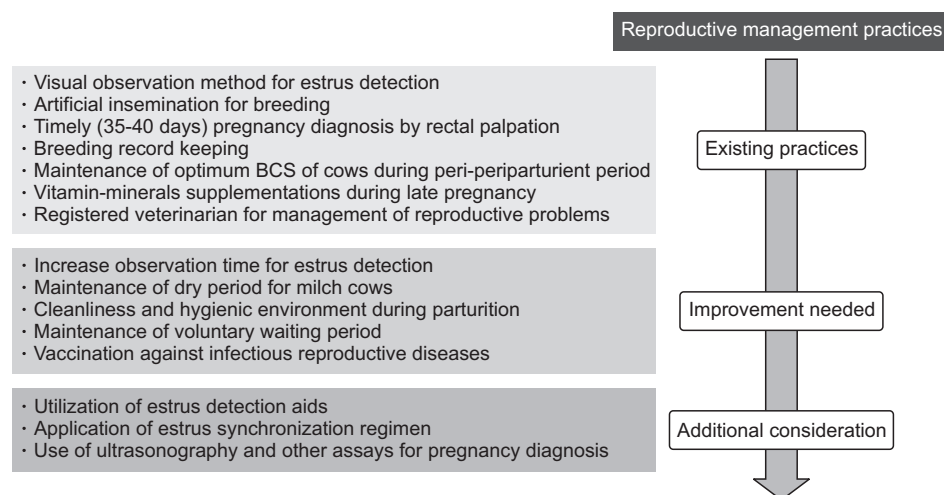 Reproductive management practices
· Visual observation method for estrus detection
· Artificial insemination for breeding
· Timely (35-40 days) pregnancy diagnosis by rectal palpation
· Breeding record keeping
· Maintenance of optimum BCS of cows during peri-periparturient period
· Vitamin-minerals supplementations during late pregnancy
· Registered veterinarian for management of reproductive problems
Existing practices
· Increase observation time for estrus detection
· Maintenance of dry period for milch cows
· Cleanliness and hygienic environment during parturition
· Maintenance of voluntary waiting period
· Vaccination against infectious reproductive diseases
Improvement needed
· Utilization of estrus detection aids
· Application of estrus synchronization regimen
· Use of ultrasonography and other assays for pregnancy diagnosis
Additional consideration